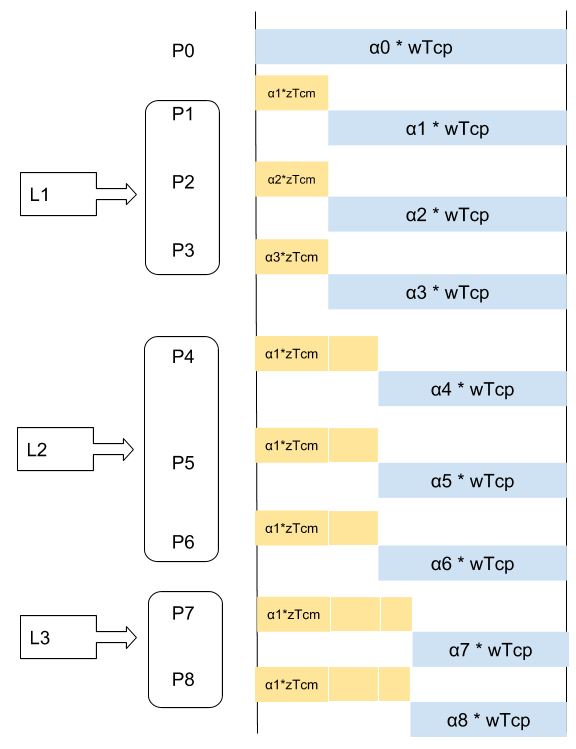 P0
α0 * wTcp
α1*zTcm
P1
α1 * wTcp
L1
P2
α2*zTcm
α2 * wTcp
P3
α3*zTcm
α3 * wTcp
P4
α1*zTcm
α4 * wTcp
L2
α1*zTcm
P5
α5 * wTcp
P6
α1*zTcm
α6 * wTcp
L3
P7
α1*zTcm
α7 * wTcp
P8
α1*zTcm
α8 * wTcp